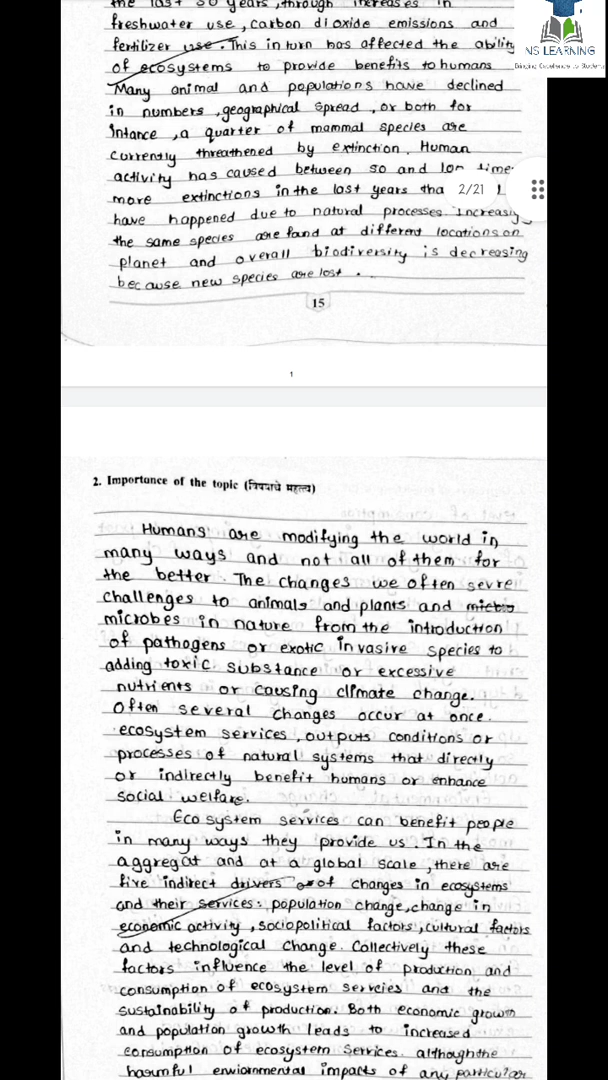 the last 50 years, through increases in
freshwater use, carbon dioxide emissions and
fertilizer use. This in turn has affected the ability
of ecosystems to provide benefits to humans
Many animal and populations have declined
in numbers, geographical spread, or both for
Intance, a quarter of mammal species are
currently threathened by extinction. Human
activity has caused between 50 and time
more extinctions in the last years tha
have happened due to natural processes. Increasig
the same species are fand at different locations on
planet and overall biodiversity is decreasing
because new species are lost.
15
1
NS LEARNING
Bringing Excellence to Students
2/21
2. Importance of the topic (विषयाचे महत्त्व)
Humans are modifying the world in
many ways and not all of them for
the better. The changes we often sevre
challenges to animals and plants and micbs
microbes in nature from the introduction
of pathogens or exotic invasive species to
adding toxic substance or excessive
nutrients or causing climate change.
Often several changes occur at once.
ecosystem services, outputs conditions or
processes of natural systems that directly
or indirectly benefit humans or enhance
social welfare.
Eco system services can benefit people
in many ways they provide us. In the
aggregat and at a global scale, there are
five indirect drivers of changes in ecosystems
and their services: population change, change in
economic activity, sociopolitical factors, cultural factors
and technological change. Collectively these
factors influence the level of production and
consumption of ecosystem servcies and the
sustainability of production. Both economic growth
and population growth leads to increased
consumption of ecosystem services. although the
harmful enviornmental impacts of any particular